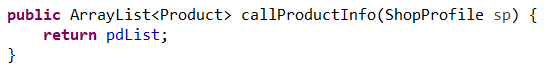 public ArrayList<Product> callProductInfo(ShopProfile sp) {
    return pdList;
}